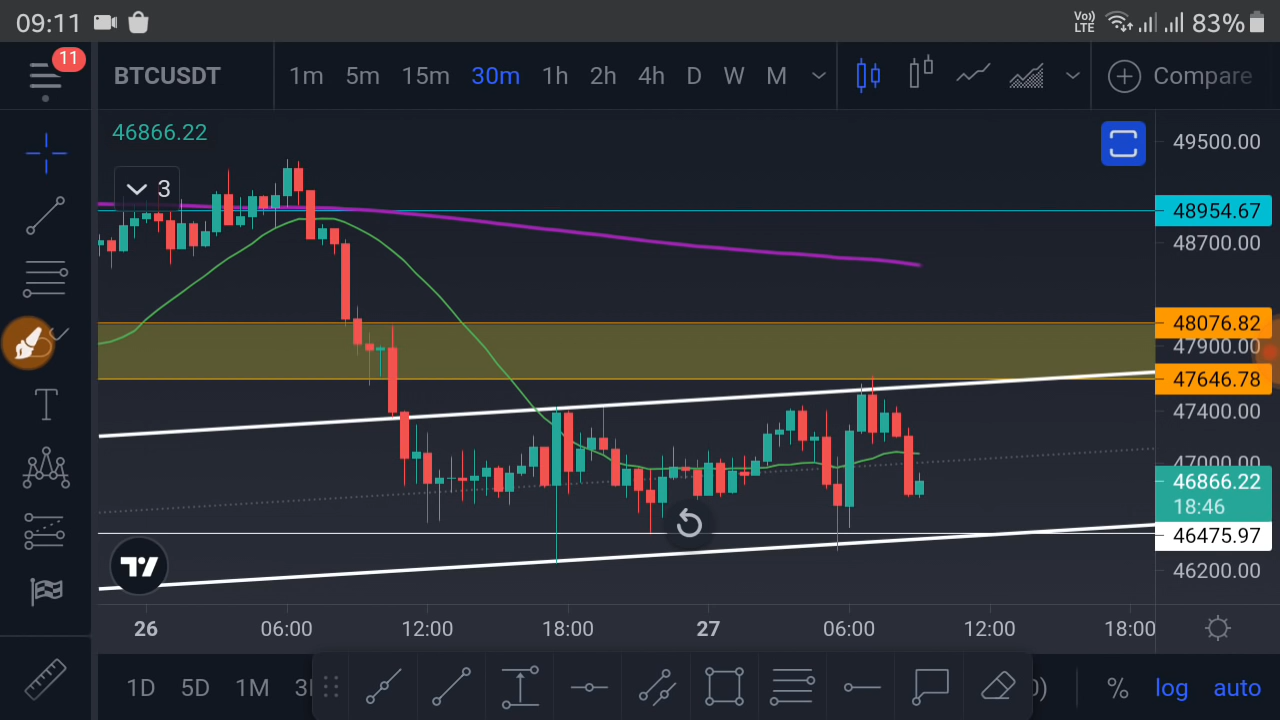 09:11
Vo))
LTE
83%
11
BTCUSDT
1m 5m 15m 30m 1h 2h 4h D W M
Compare
46866.22
3
49500.00
48954.67
48700.00
48076.82
47900.00
47646.78
47400.00
47000.00
46866.22
18:46
46475.97
46200.00
T
26 06:00 12:00 18:00 27 06:00 12:00 18:00
1D 5D 1M
% log auto